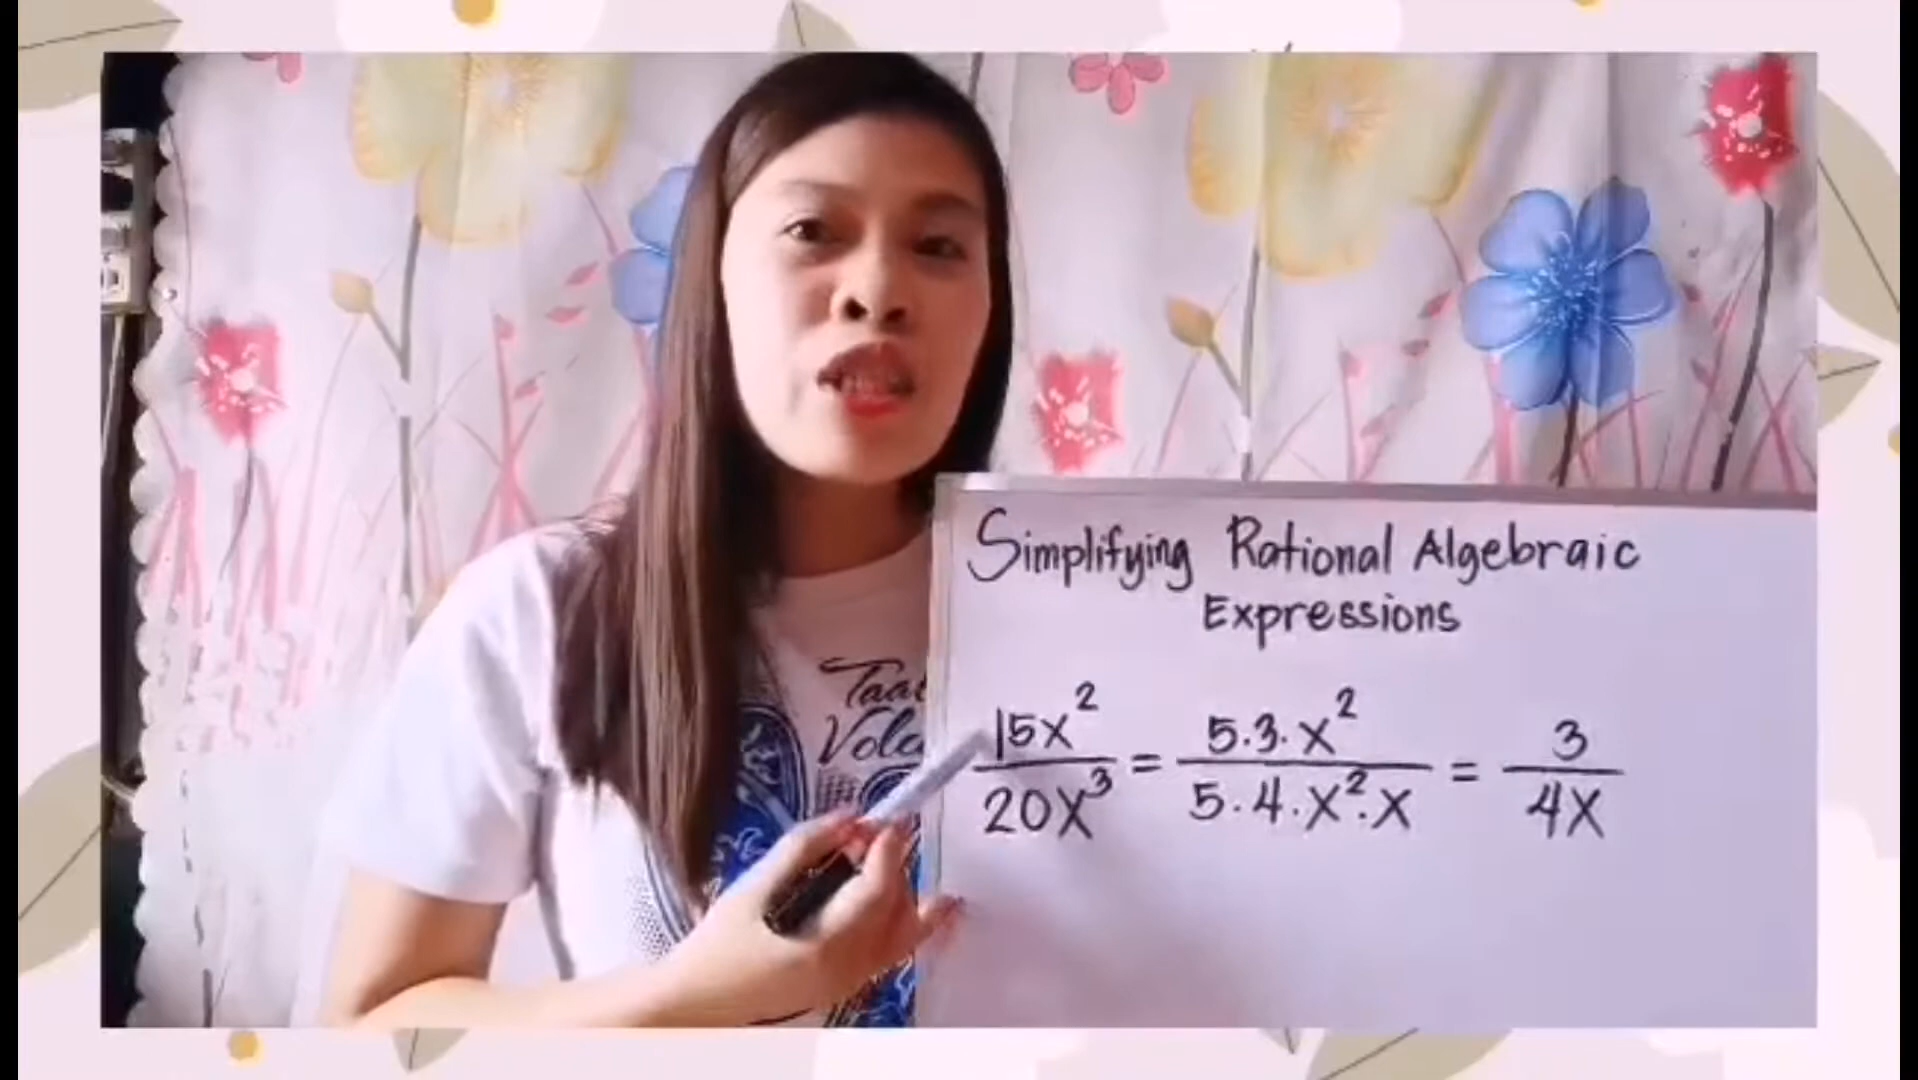 Simplifying Rational Algebraic
Expressions
15x² / 20x³ = 5.3.x² / 5.4.x².x = 3 / 4x